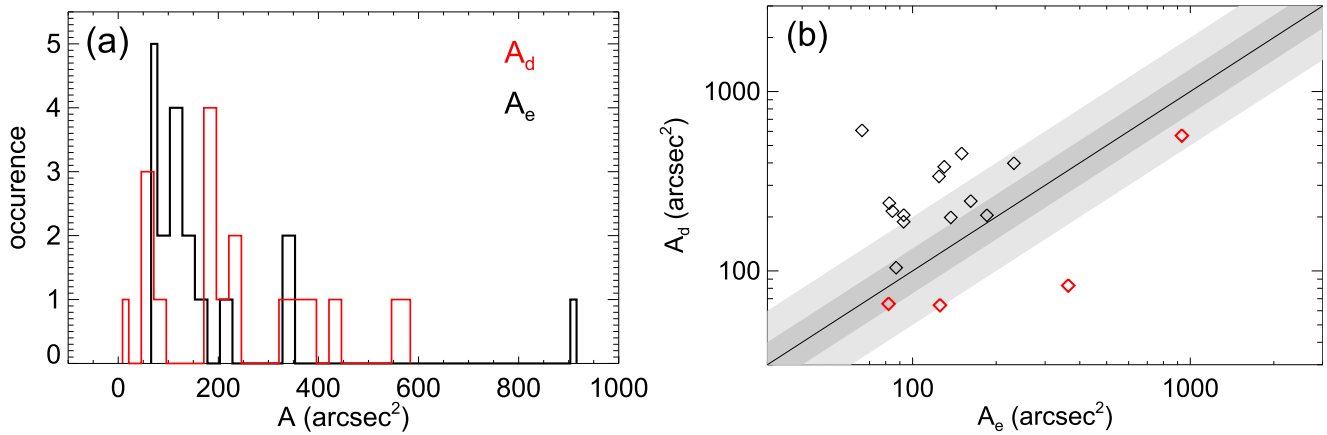 (a)
A_d
A_e
occurence
5
4
3
2
1
0
0 200 400 600 800 1000
A (arcsec^2)
(b)
A_d (arcsec^2)
1000
100
100 1000
A_e (arcsec^2)